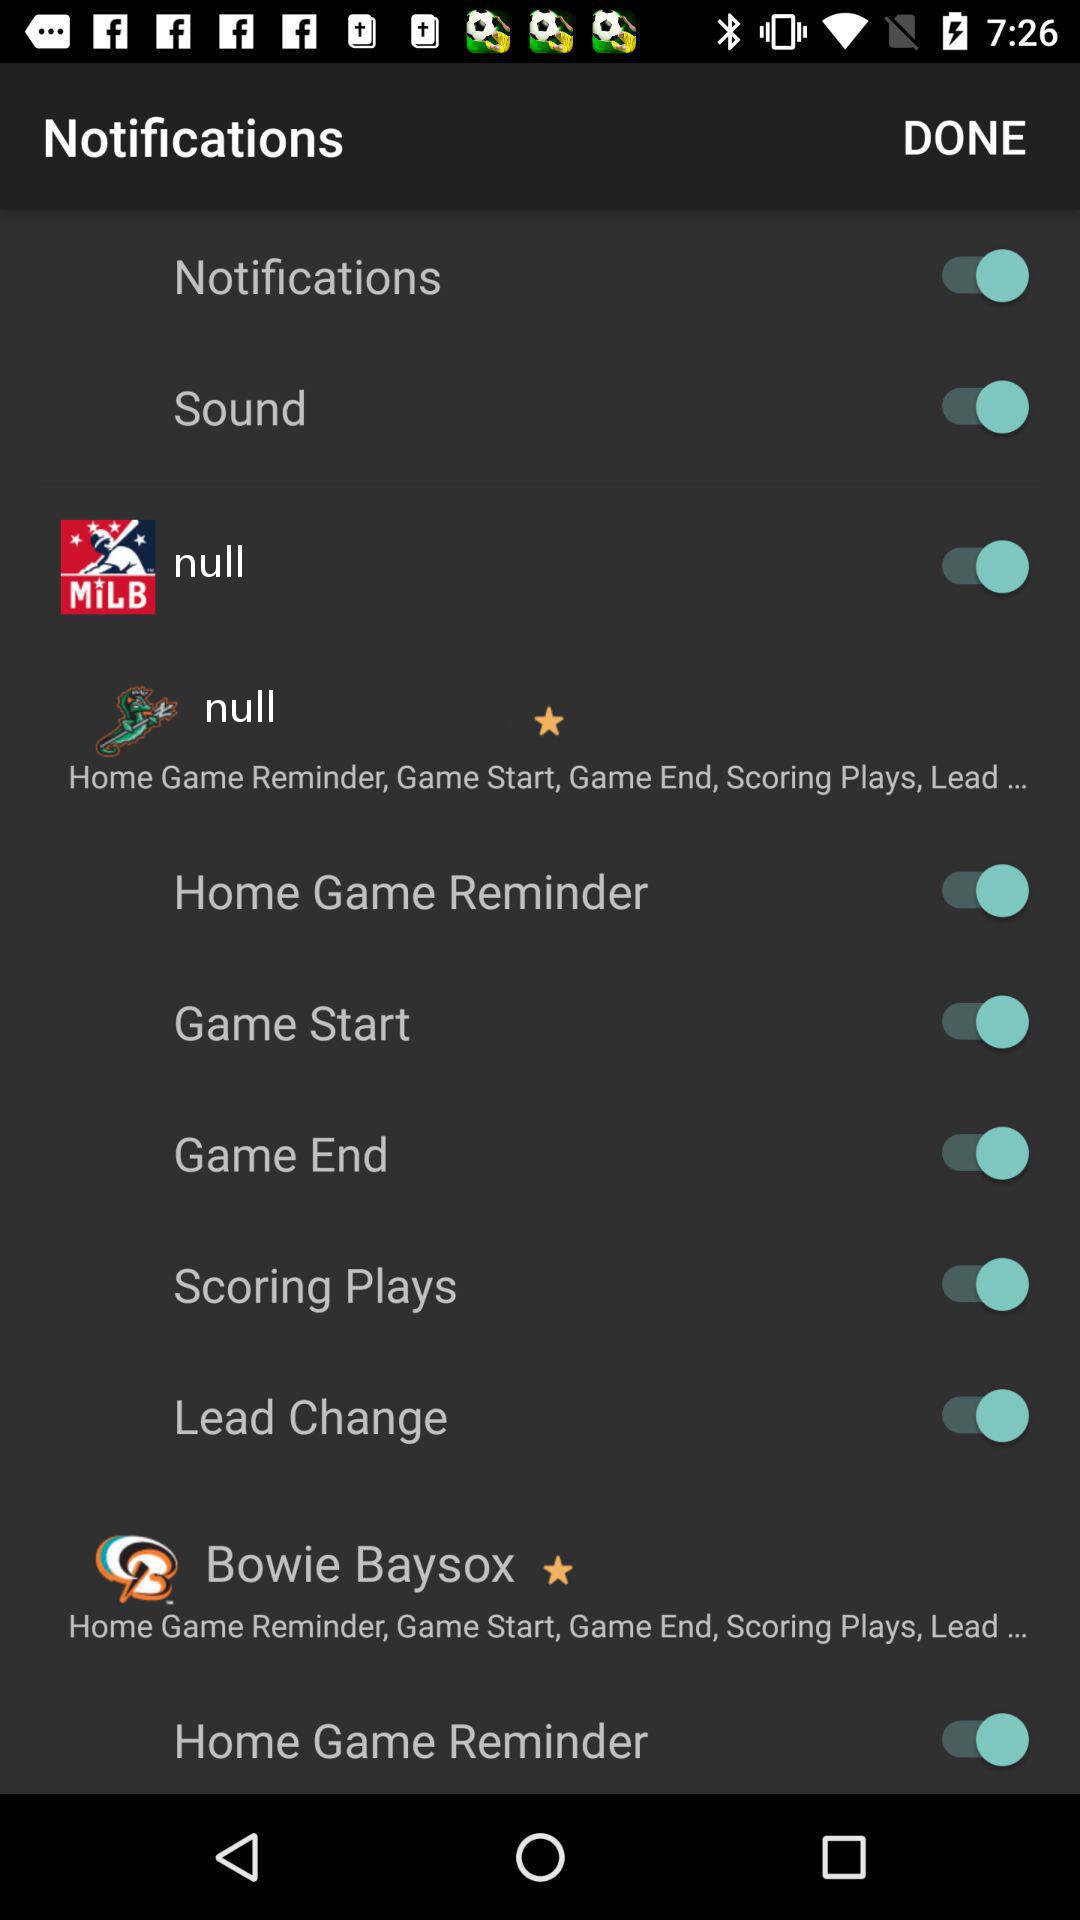 7:26
Notifications DONE
Notifications
Sound
MiLB null
null
Home Game Reminder, Game Start, Game End, Scoring Plays, Lead ...
Home Game Reminder
Game Start
Game End
Scoring Plays
Lead Change
Bowie Baysox
Home Game Reminder, Game Start, Game End, Scoring Plays, Lead ...
Home Game Reminder